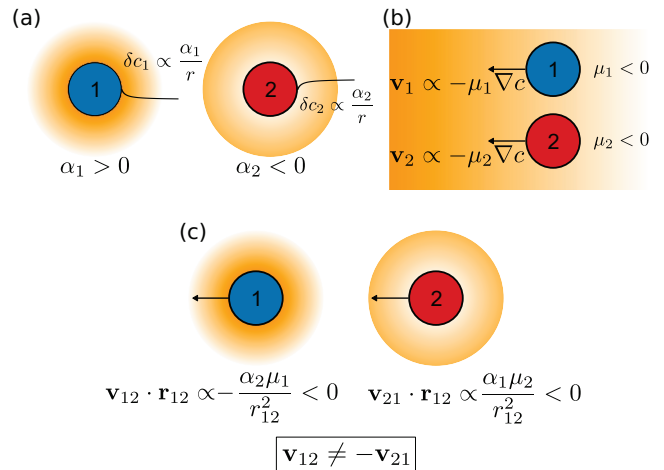 (a)
1
δc₁ ∝ α₁/r
α₁ > 0
2
δc₂ ∝ α₂/r
α₂ < 0
(b)
1
μ₁ < 0
𝐯₁ ∝ −μ₁∇c
2
μ₂ < 0
𝐯₂ ∝ −μ₂∇c
(c)
1
2
𝐯₁₂ · 𝐫₁₂ ∝ −α₂μ₁/r₁₂² < 0
𝐯₂₁ · 𝐫₁₂ ∝ α₁μ₂/r₁₂² < 0
𝐯₁₂ ≠ −𝐯₂₁